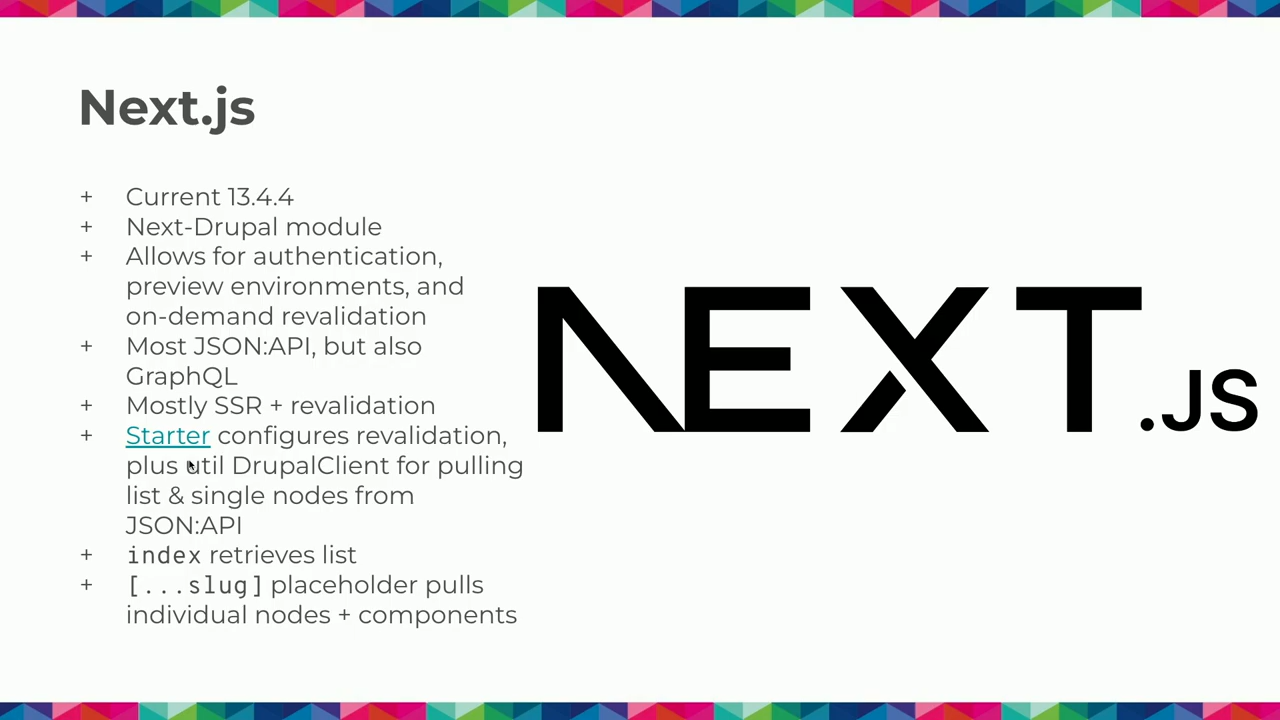 Next.js
+ Current 13.4.4
+ Next-Drupal module
+ Allows for authentication,
preview environments, and
on-demand revalidation
+ Most JSON:API, but also
GraphQL
+ Mostly SSR + revalidation
+ Starter configures revalidation,
plus util DrupalClient for pulling
list & single nodes from
JSON:API
+ index retrieves list
+ [...slug] placeholder pulls
individual nodes + components
NEXT.JS